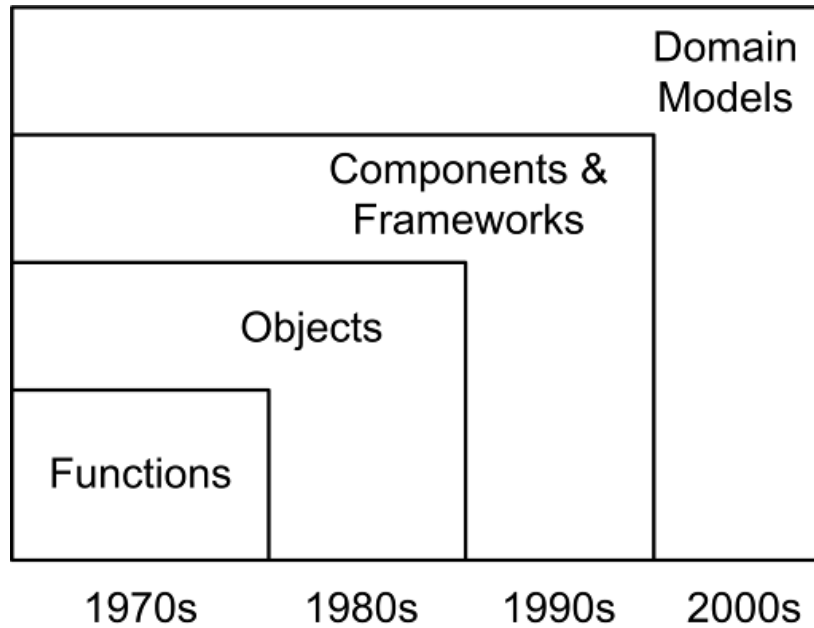 Domain
Models
Components &
Frameworks
Objects
Functions
1970s 1980s 1990s 2000s